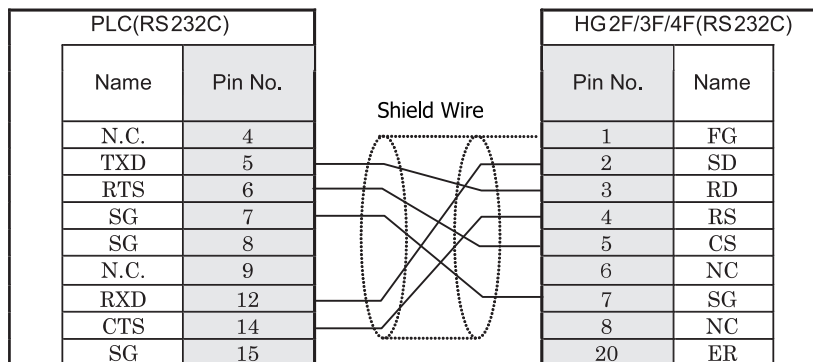 PLC(RS232C) HG2F/3F/4F(RS232C)
Name Pin No. Pin No. Name
Shield Wire
N.C. 4 1 FG
TXD 5 2 SD
RTS 6 3 RD
SG 7 4 RS
SG 8 5 CS
N.C. 9 6 NC
RXD 12 7 SG
CTS 14 8 NC
SG 15 20 ER